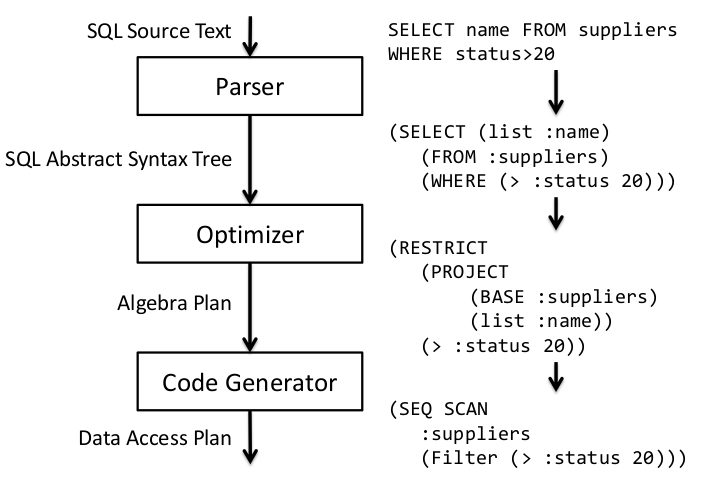 SQL Source Text
Parser
SQL Abstract Syntax Tree
Optimizer
Algebra Plan
Code Generator
Data Access Plan
SELECT name FROM suppliers
WHERE status>20
(SELECT (list :name)
(FROM :suppliers)
(WHERE (> :status 20)))
(RESTRICT
(PROJECT
(BASE :suppliers)
(list :name))
(> :status 20))
(SEQ SCAN
:suppliers
(Filter (> :status 20)))